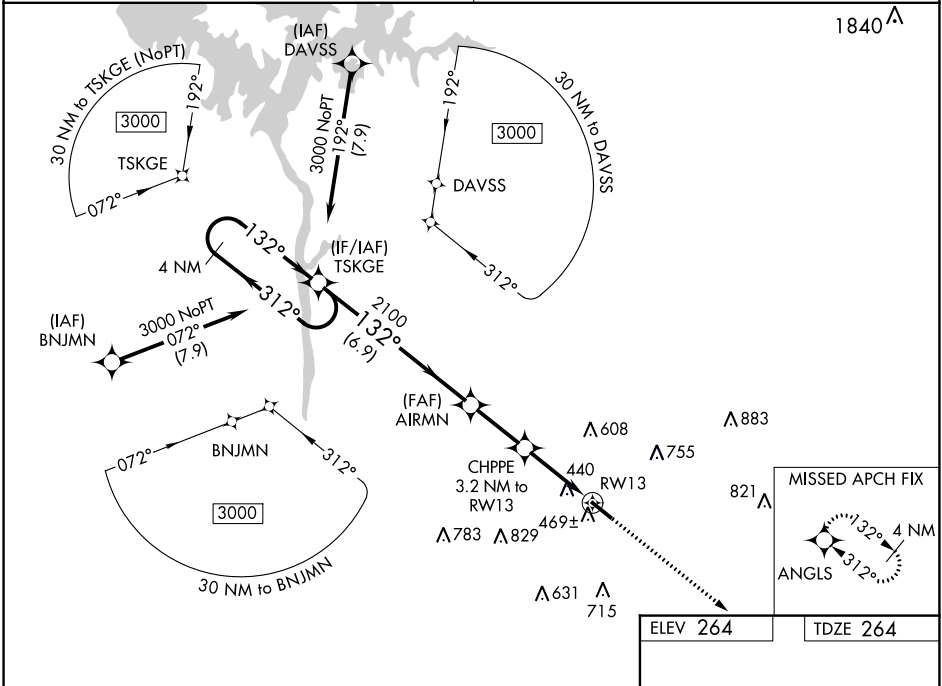 1840
(IAF)
DAVSS
3000 NoPT
192°
(7.9)
30 NM to TSKGE (NoPT)
3000
192°
TSKGE
072°
30 NM to DAVSS
192°
3000
DAVSS
312°
132°
4 NM
312°
(IF/IAF)
TSKGE
2100
132°
(6.9)
(IAF)
BNJMN
3000 NoPT
072°
(7.9)
(FAF)
AIRMN
072°
BNJMN
312°
3000
30 NM to BNJMN
CHPPE
3.2 NM to
RW13
608
755
883
440
RW13
821
469±
783
829
631
715
MISSED APCH FIX
132°
4 NM
312°
ANGLS
ELEV 264
TDZE 264